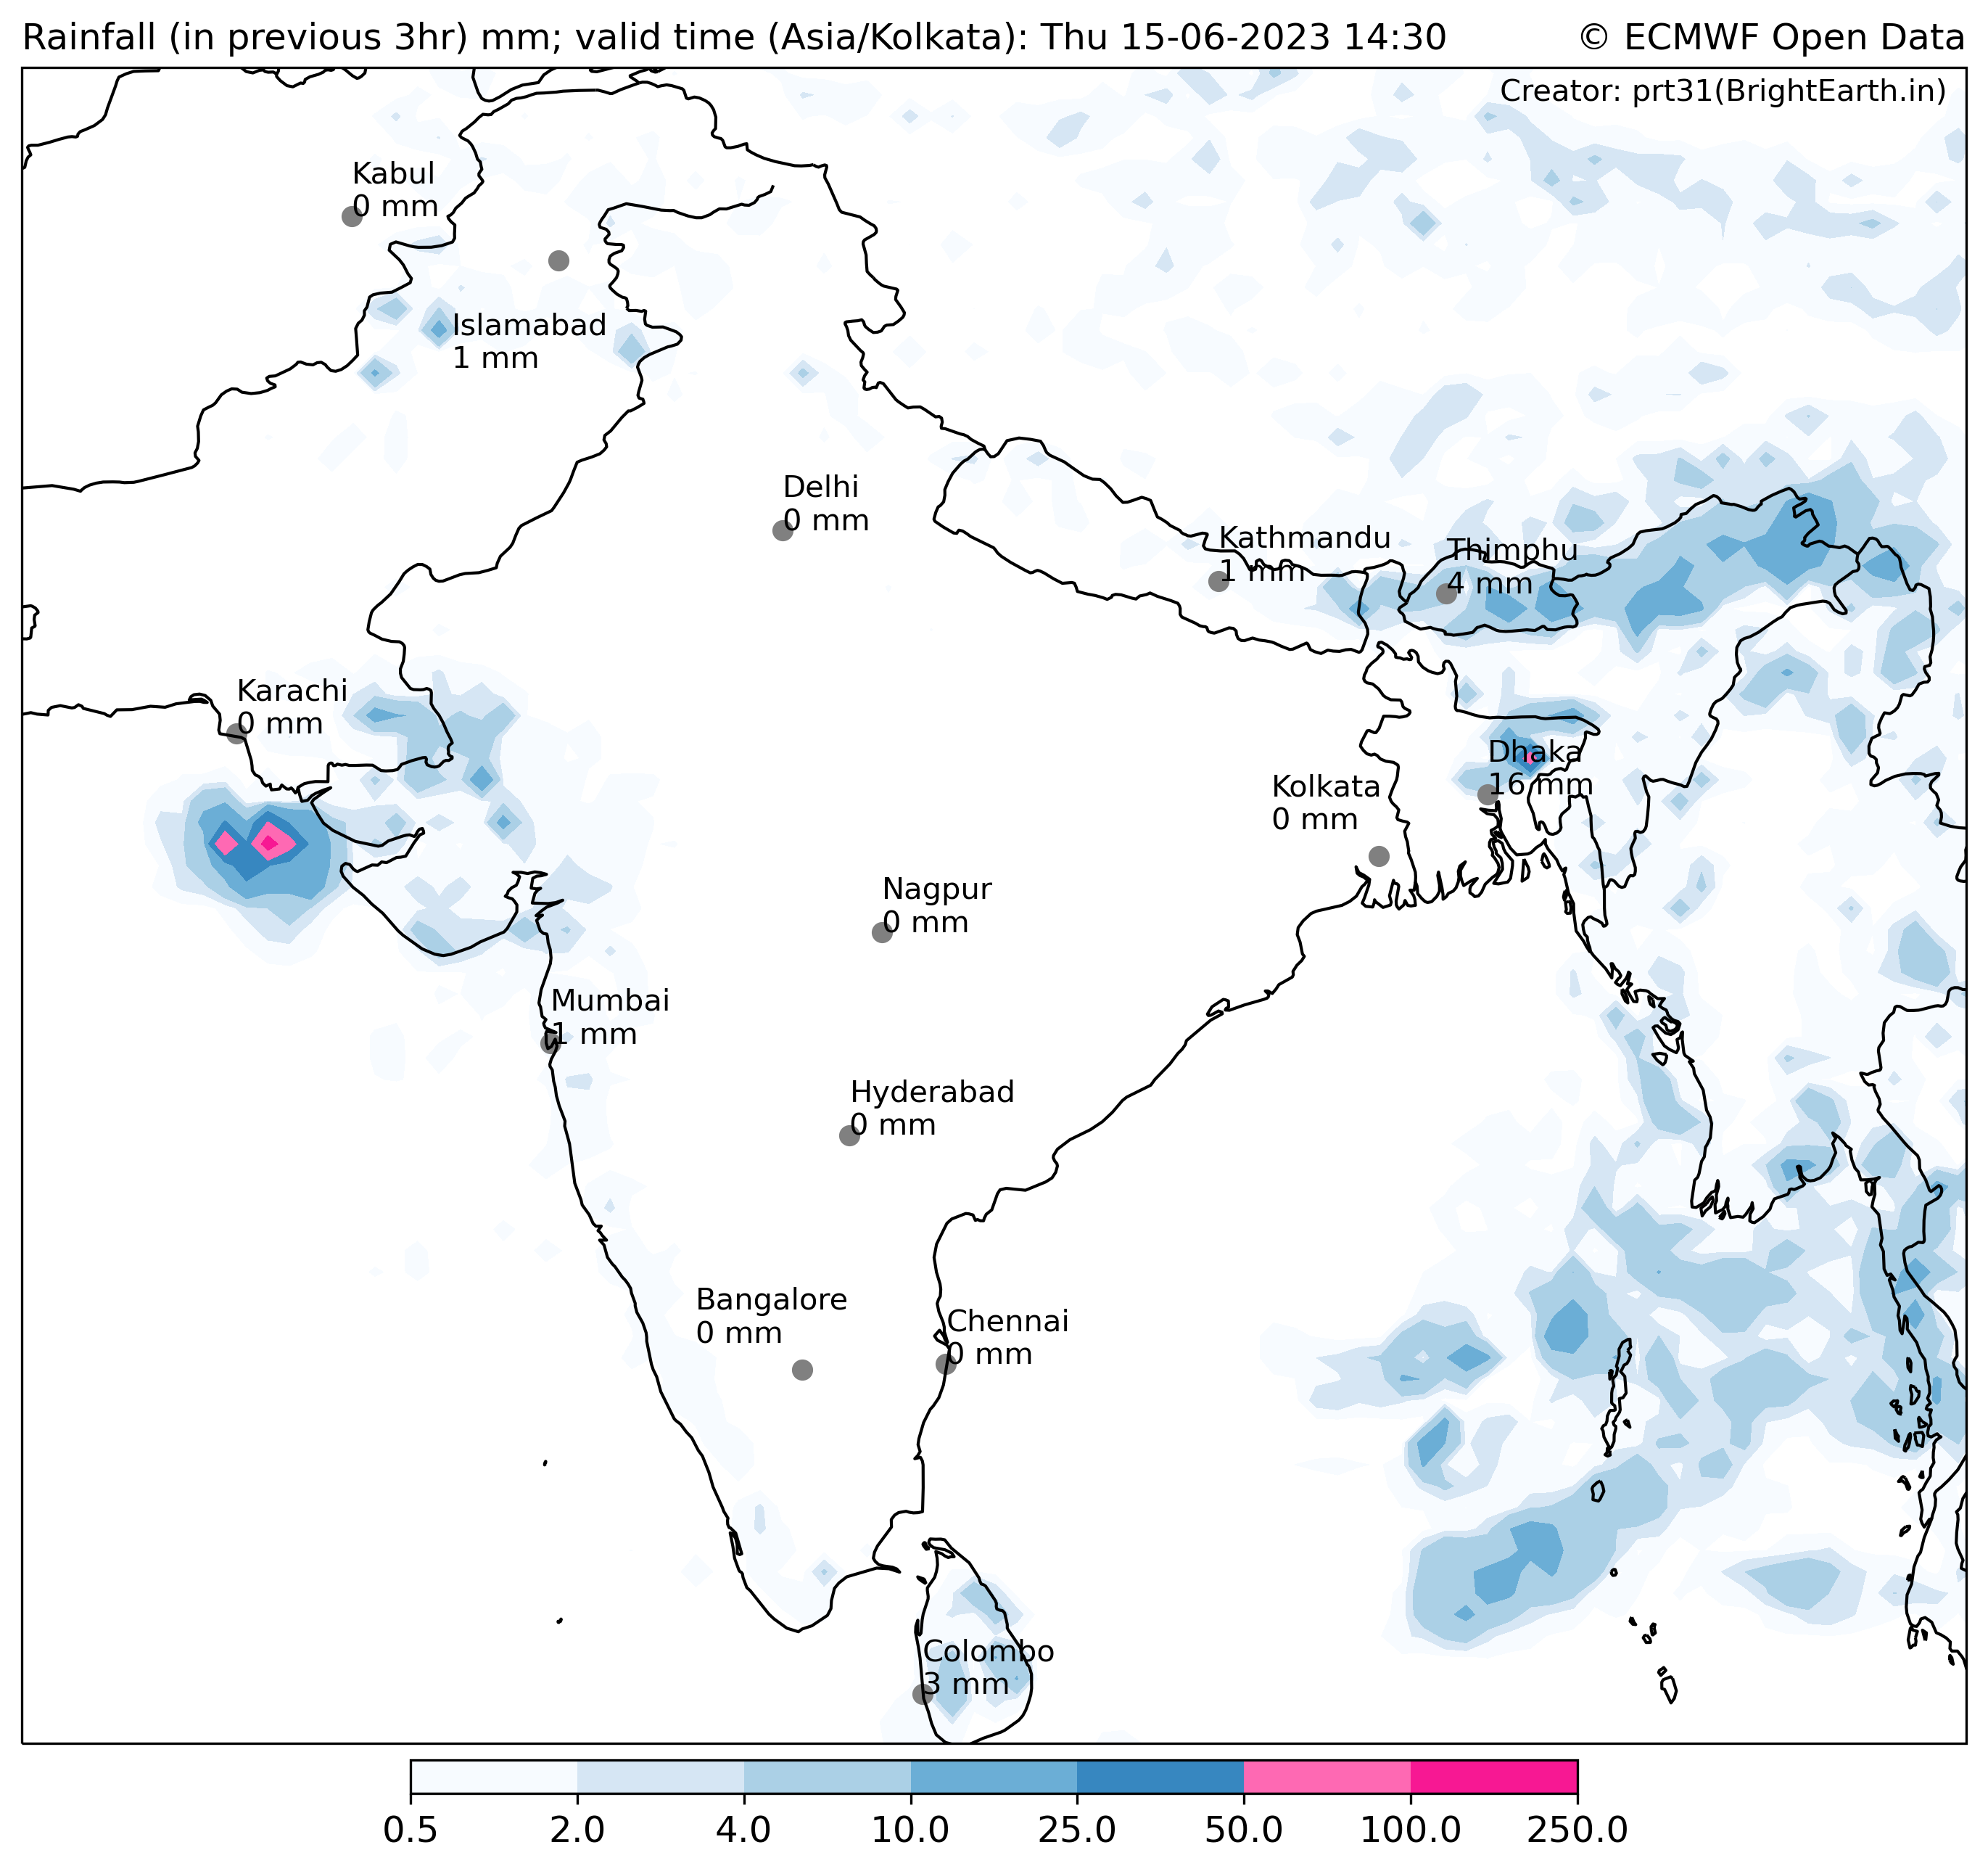 Rainfall (in previous 3hr) mm; valid time (Asia/Kolkata): Thu 15-06-2023 14:30
© ECMWF Open Data
Creator: prt31(BrightEarth.in)
Kabul
0 mm
Islamabad
1 mm
Delhi
0 mm
Kathmandu
1 mm
Thimphu
4 mm
Karachi
0 mm
Dhaka
16 mm
Kolkata
0 mm
Nagpur
0 mm
Mumbai
1 mm
Hyderabad
0 mm
Bangalore
0 mm
Chennai
0 mm
Colombo
3 mm
0.5 2.0 4.0 10.0 25.0 50.0 100.0 250.0